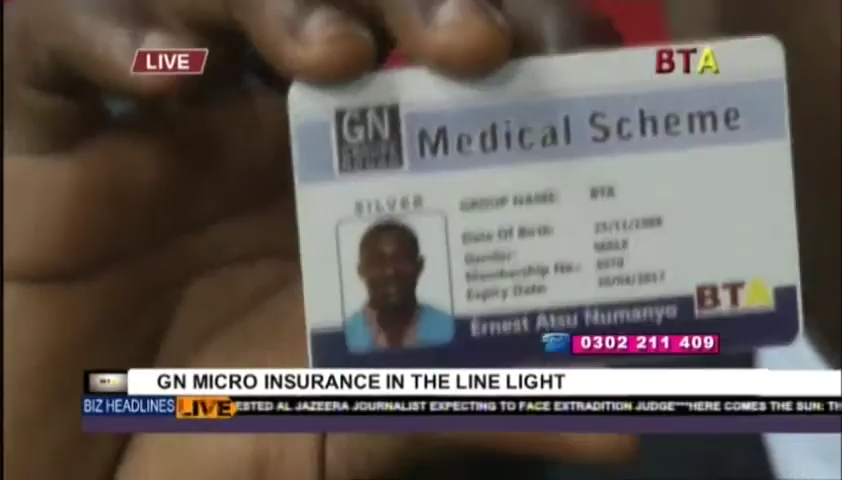 LIVE
BTA
GN
Medical Scheme
SILVER
GROUP NAME: BTA
Date Of Birth:
Gender: MALE
Membership No.:
Expiry Date:
BTA
Ernest Atsu Numanyo
0302 211 409
GN MICRO INSURANCE IN THE LINE LIGHT
BIZ HEADLINES LIVE ESTED AL JAZEERA JOURNALIST EXPECTING TO FACE EXTRADITION JUDGE***HERE COMES THE SUN: TH